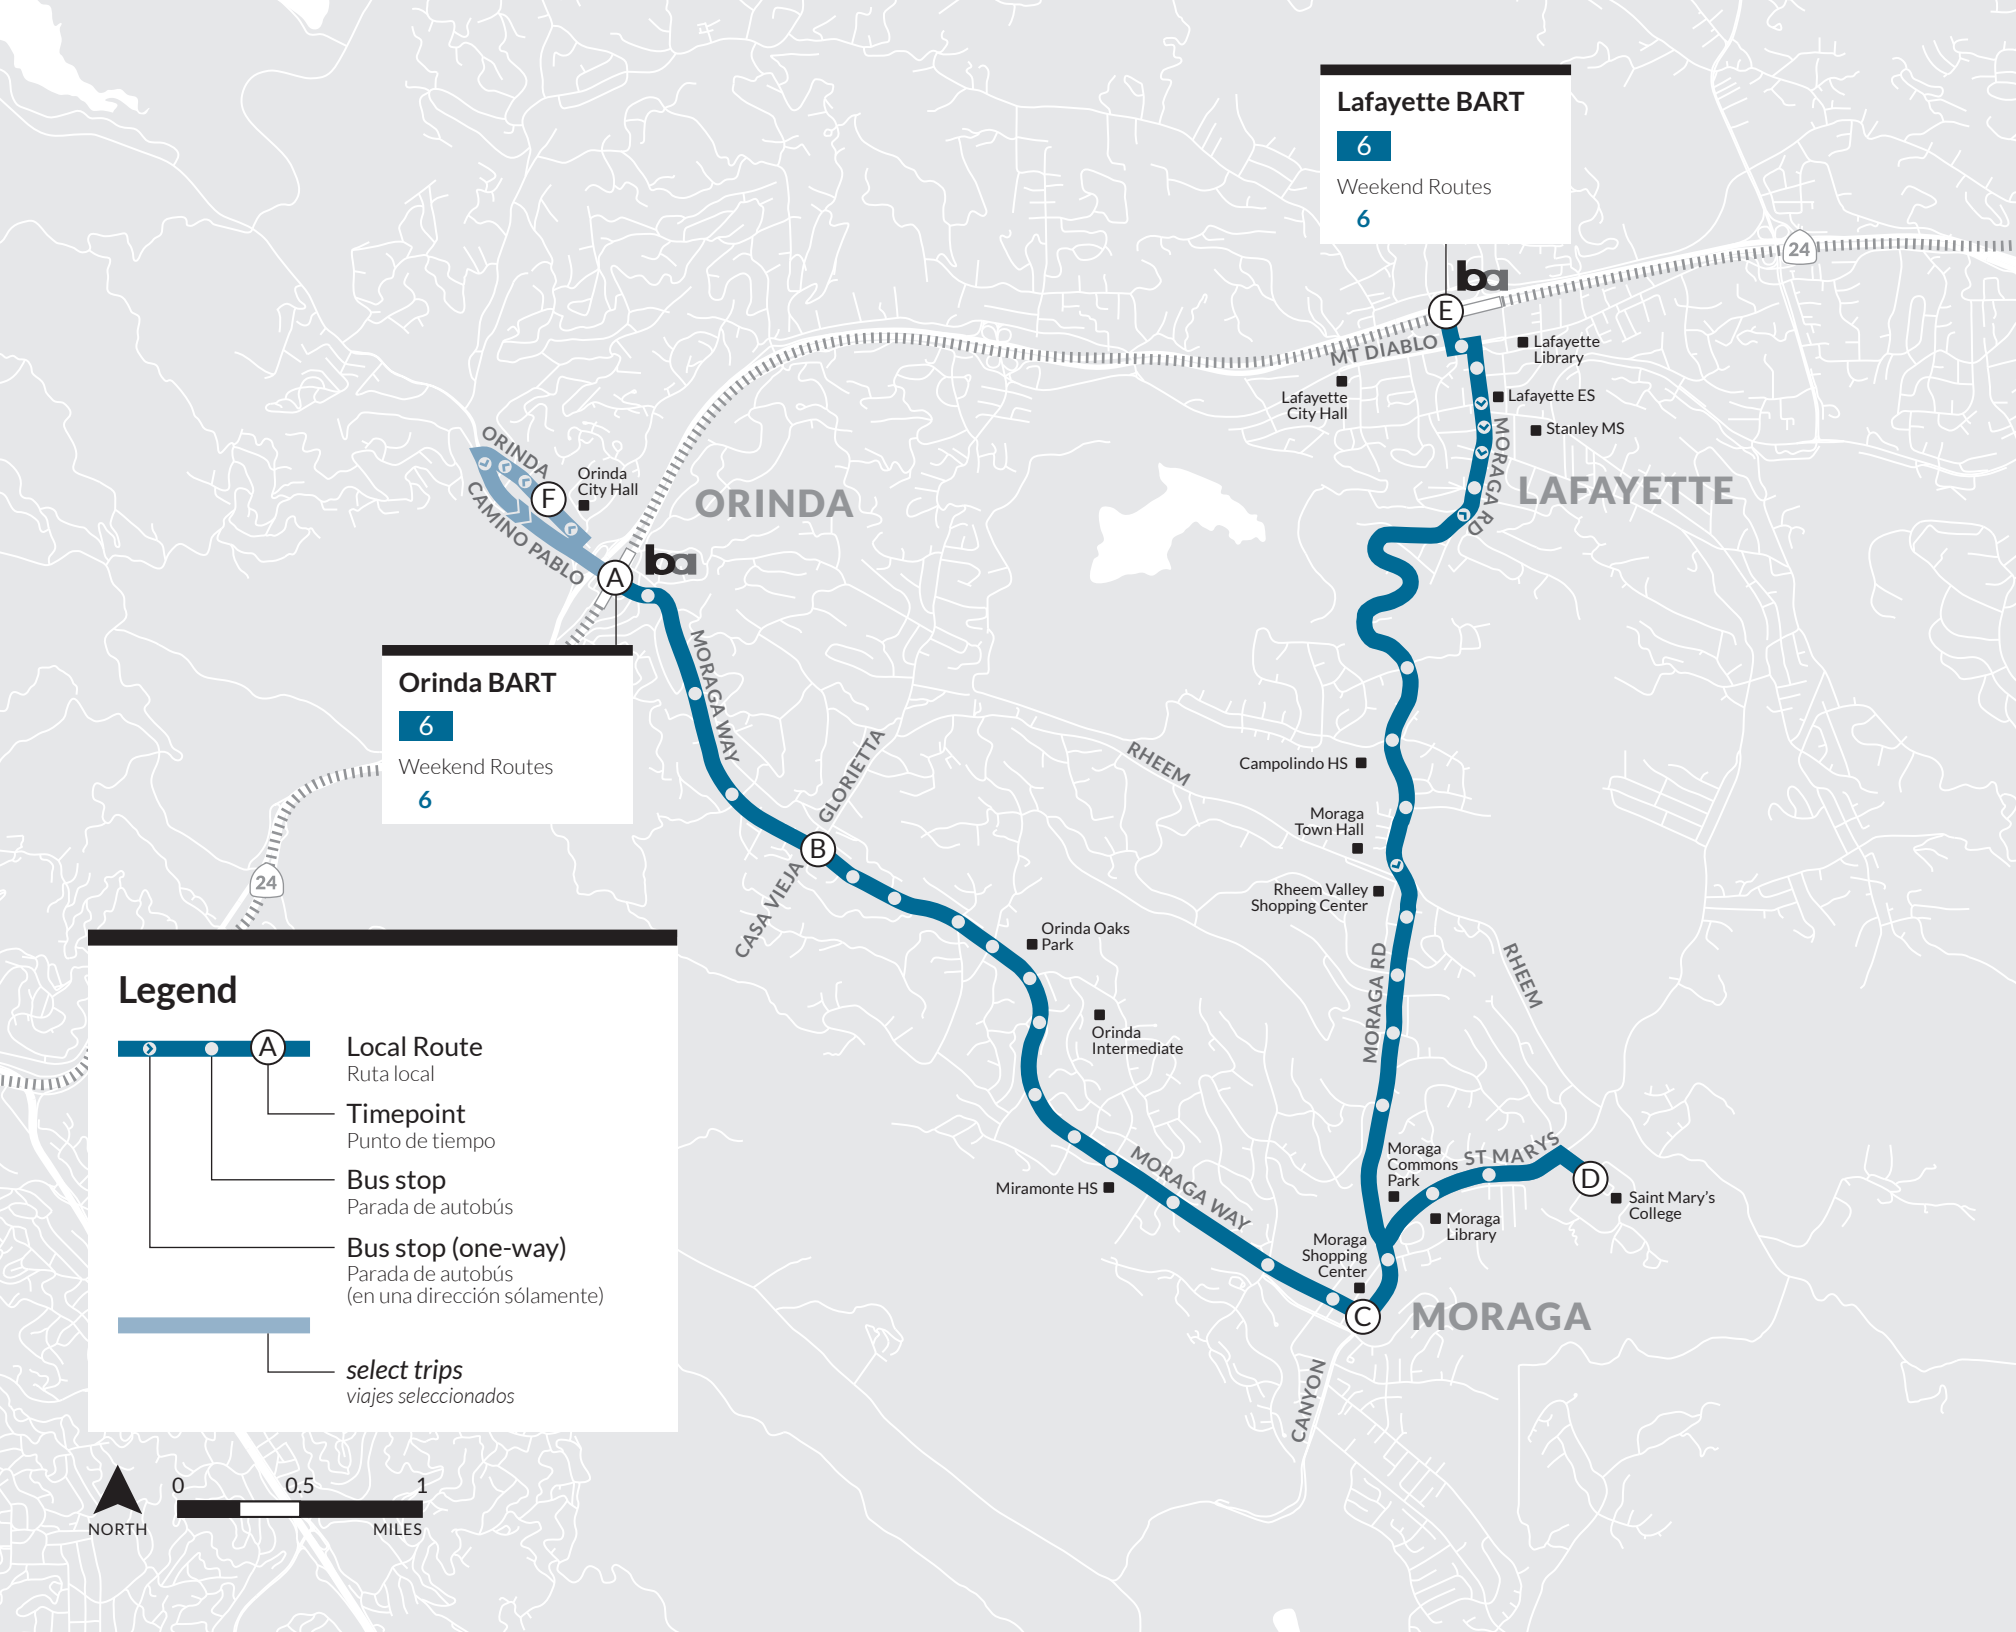 Lafayette BART
6
Weekend Routes
6
24
ba
E
MT DIABLO
Lafayette
Library
Lafayette
City Hall
Lafayette ES
Stanley MS
MORAGA RD
LAFAYETTE
ORINDA
CAMINO PABLO
F
Orinda
City Hall
ORINDA
A
ba
Orinda BART
6
Weekend Routes
6
MORAGA WAY
GLORIETTA
B
CASA VIEJA
24
RHEEM
Campolindo HS
Moraga
Town Hall
Rheem Valley
Shopping Center
Orinda Oaks
Park
Orinda
Intermediate
MORAGA RD
RHEEM
Moraga
Commons
Park
ST MARYS
D
Saint Mary's
College
Moraga
Library
Miramonte HS
MORAGA WAY
Moraga
Shopping
Center
C
MORAGA
CANYON
Legend
A
Local Route
Ruta local
Timepoint
Punto de tiempo
Bus stop
Parada de autobús
Bus stop (one-way)
Parada de autobús
(en una dirección sólamente)
select trips
viajes seleccionados
0 0.5 1
NORTH
MILES